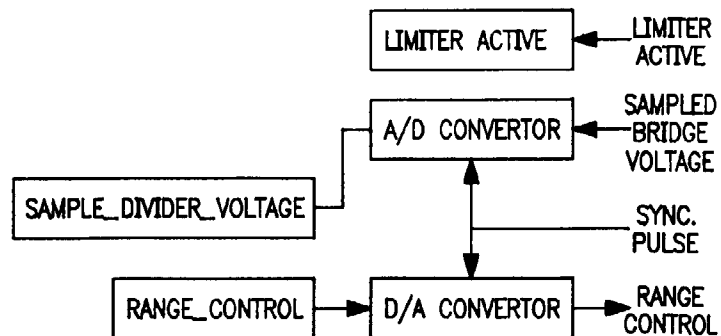 LIMITER ACTIVE
LIMITER
ACTIVE
A/D CONVERTOR
SAMPLED
BRIDGE
VOLTAGE
SAMPLE_DIVIDER_VOLTAGE
SYNC.
PULSE
RANGE_CONTROL
D/A CONVERTOR
RANGE
CONTROL